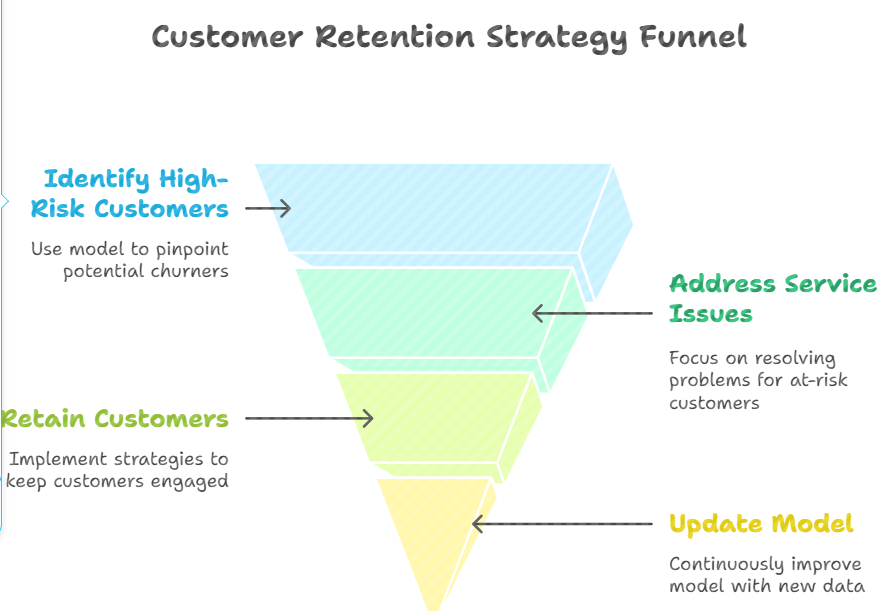 Customer Retention Strategy Funnel
Identify High-
Risk Customers
Use model to pinpoint
potential churners
Address Service
Issues
Focus on resolving
problems for at-risk
customers
Retain Customers
Implement strategies to
keep customers engaged
Update Model
Continuously improve
model with new data